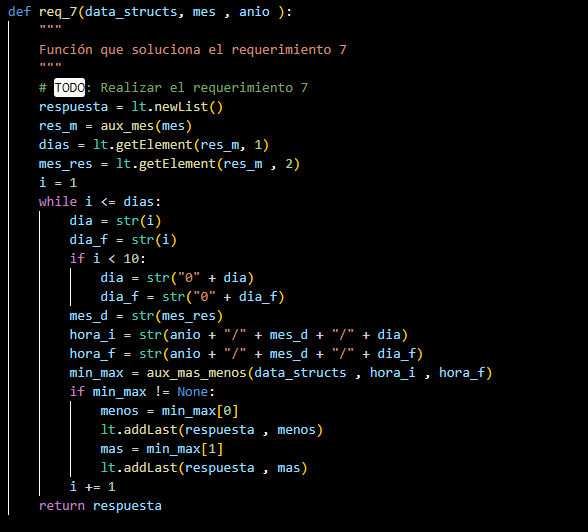 def req_7(data_structs, mes , anio ):
    """
    Función que soluciona el requerimiento 7
    """
    # TODO: Realizar el requerimiento 7
    respuesta = lt.newList()
    res_m = aux_mes(mes)
    dias = lt.getElement(res_m, 1)
    mes_res = lt.getElement(res_m , 2)
    i = 1
    while i <= dias:
        dia = str(i)
        dia_f = str(i)
        if i < 10:
            dia = str("0" + dia)
            dia_f = str("0" + dia_f)
        mes_d = str(mes_res)
        hora_i = str(anio + "/" + mes_d + "/" + dia)
        hora_f = str(anio + "/" + mes_d + "/" + dia_f)
        min_max = aux_mas_menos(data_structs , hora_i , hora_f)
        if min_max != None:
            menos = min_max[0]
            lt.addLast(respuesta , menos)
            mas = min_max[1]
            lt.addLast(respuesta , mas)
        i += 1
    return respuesta